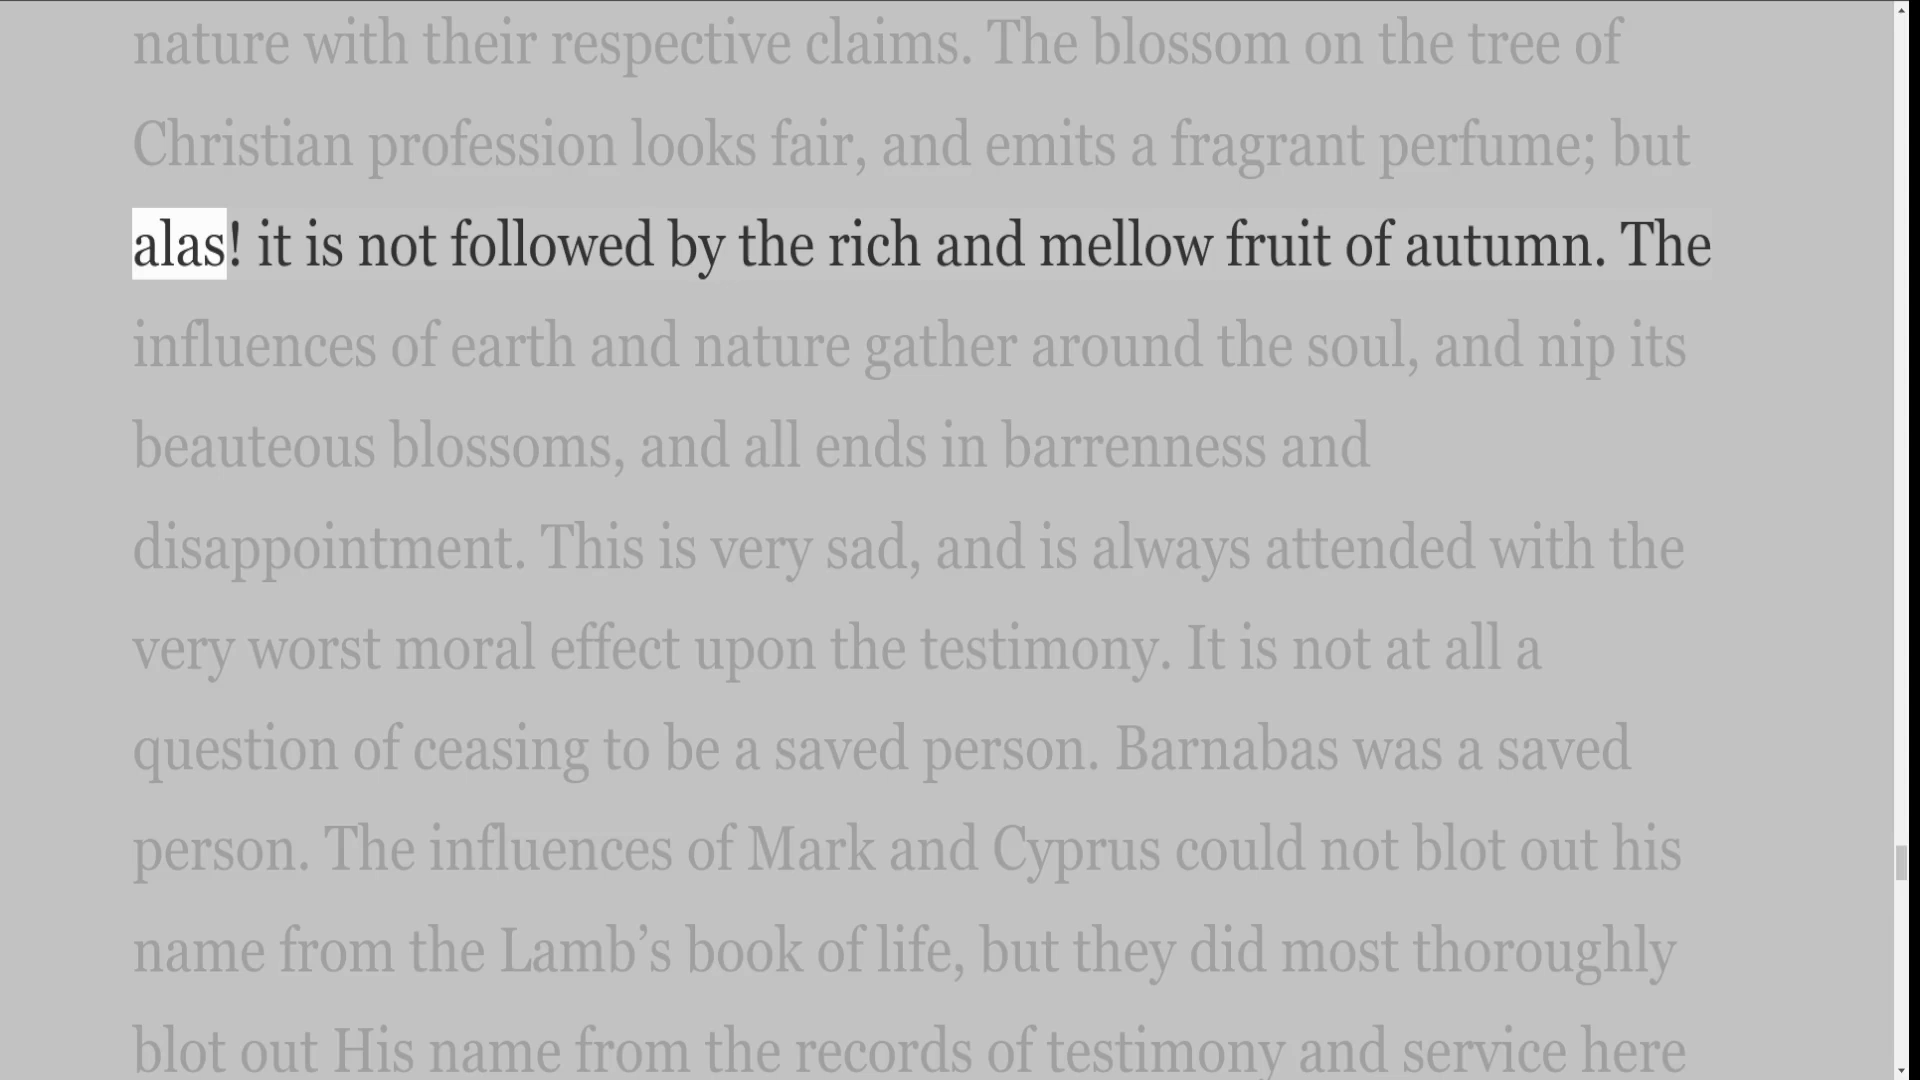 nature with their respective claims. The blossom on the tree of
Christian profession looks fair, and emits a fragrant perfume; but
alas! it is not followed by the rich and mellow fruit of autumn. The
influences of earth and nature gather around the soul, and nip its
beauteous blossoms, and all ends in barrenness and
disappointment. This is very sad, and is always attended with the
very worst moral effect upon the testimony. It is not at all a
question of ceasing to be a saved person. Barnabas was a saved
person. The influences of Mark and Cyprus could not blot out his
name from the Lamb’s book of life, but they did most thoroughly
blot out His name from the records of testimony and service here